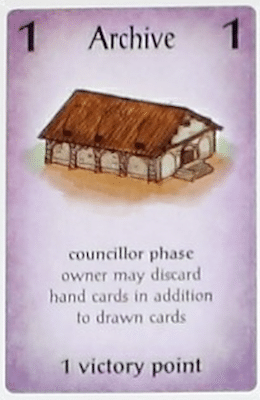 1 Archive 1
councillor phase
owner may discard
hand cards in addition
to drawn cards
1 victory point